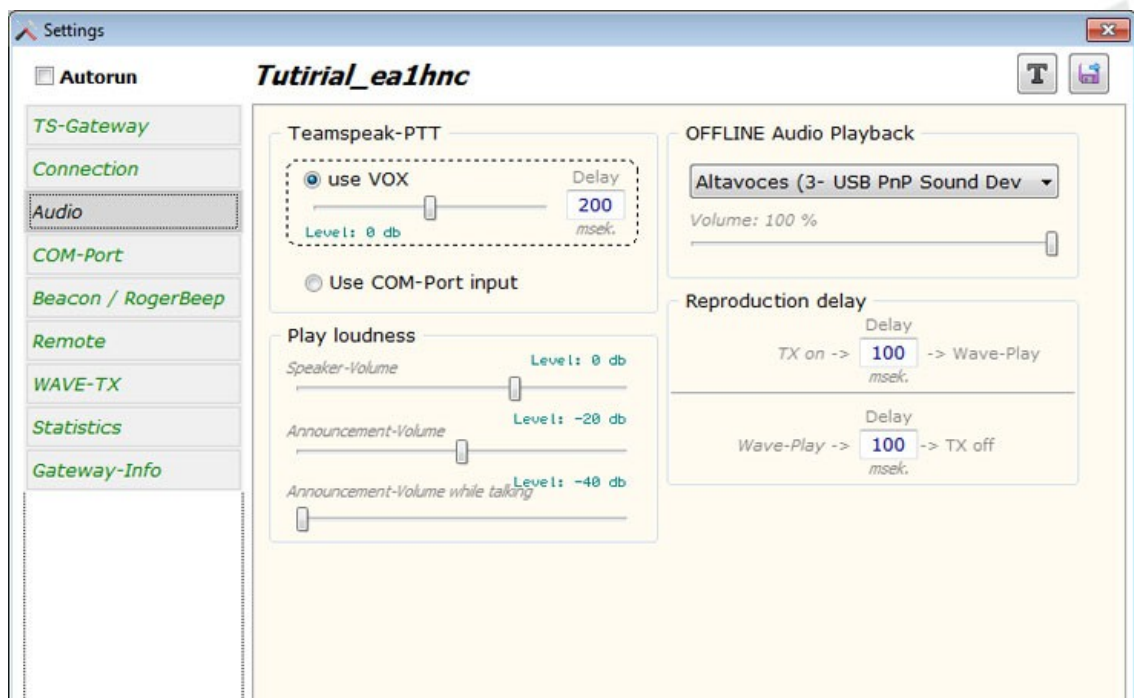 Settings
Autorun
Tutirial_ea1hnc
T
TS-Gateway
Connection
Audio
COM-Port
Beacon / RogerBeep
Remote
WAVE-TX
Statistics
Gateway-Info
Teamspeak-PTT
use VOX
Delay
200
msek.
Level: 0 db
Use COM-Port input
Play loudness
Speaker-Volume
Level: 0 db
Announcement-Volume
Level: -20 db
Announcement-Volume while talking
Level: -40 db
OFFLINE Audio Playback
Altavoces (3- USB PnP Sound Dev
Volume: 100 %
Reproduction delay
Delay
TX on -> 100 -> Wave-Play
msek.
Delay
Wave-Play -> 100 -> TX off
msek.